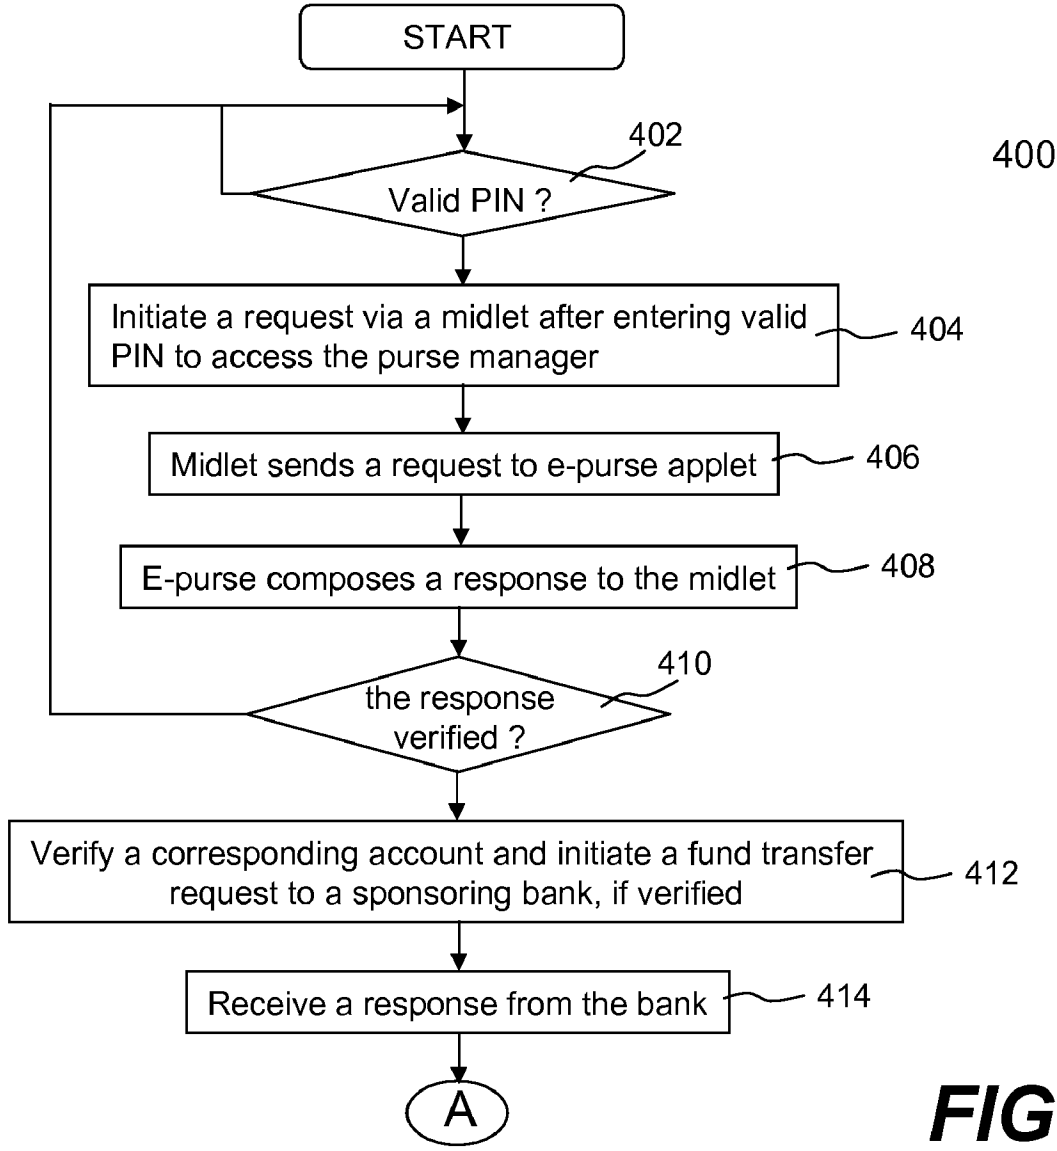 START
402
400
Valid PIN ?
Initiate a request via a midlet after entering valid
PIN to access the purse manager
404
Midlet sends a request to e-purse applet
406
E-purse composes a response to the midlet
408
410
the response
verified ?
Verify a corresponding account and initiate a fund transfer
request to a sponsoring bank, if verified
412
Receive a response from the bank
414
A
FIG